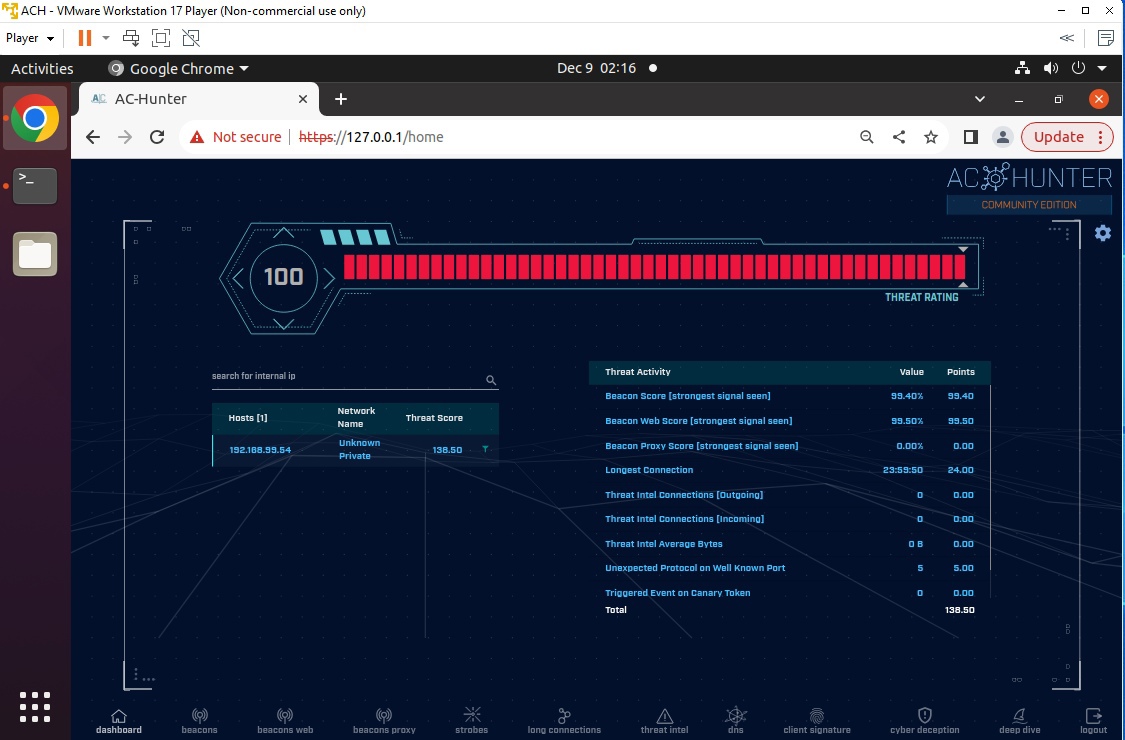 ACH - VMware Workstation 17 Player (Non-commercial use only)
Player
Activities Google Chrome Dec 9 02:16
AC-Hunter
Not secure https://127.0.0.1/home Update
AC HUNTER
COMMUNITY EDITION
100
THREAT RATING
search for internal ip
Hosts [1] Network Name Threat Score
192.168.99.54 Unknown Private 138.50
Threat Activity Value Points
Beacon Score [strongest signal seen] 99.40% 99.40
Beacon Web Score [strongest signal seen] 99.50% 99.50
Beacon Proxy Score [strongest signal seen] 0.00% 0.00
Longest Connection 23:59:50 24.00
Threat Intel Connections [Outgoing] 0 0.00
Threat Intel Connections [Incoming] 0 0.00
Threat Intel Average Bytes 0 B 0.00
Unexpected Protocol on Well Known Port 5 5.00
Triggered Event on Canary Token 0 0.00
Total 138.50
dashboard beacons beacons web beacons proxy strobes long connections threat intel dns client signature cyber deception deep dive logout